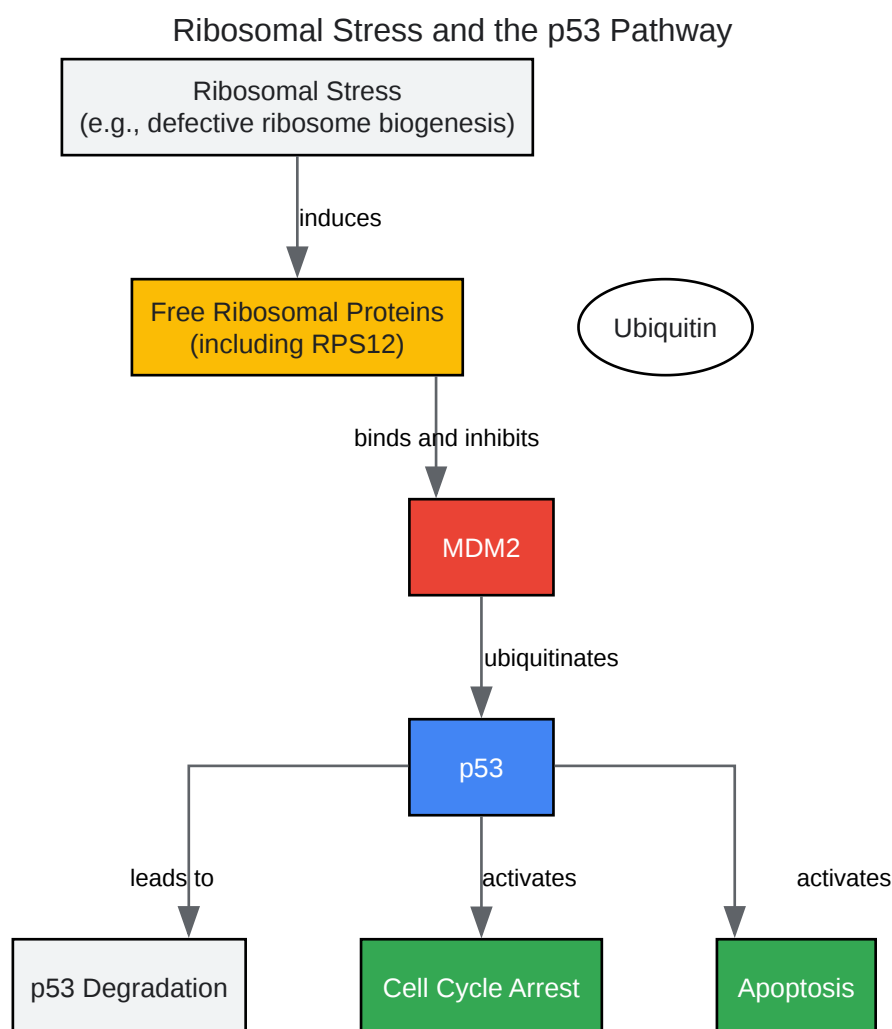 Ribosomal Stress and the p53 Pathway
Ribosomal Stress
(e.g., defective ribosome biogenesis)
induces
Free Ribosomal Proteins
(including RPS12)
Ubiquitin
binds and inhibits
MDM2
ubiquitinates
p53
leads to
activates
activates
p53 Degradation
Cell Cycle Arrest
Apoptosis